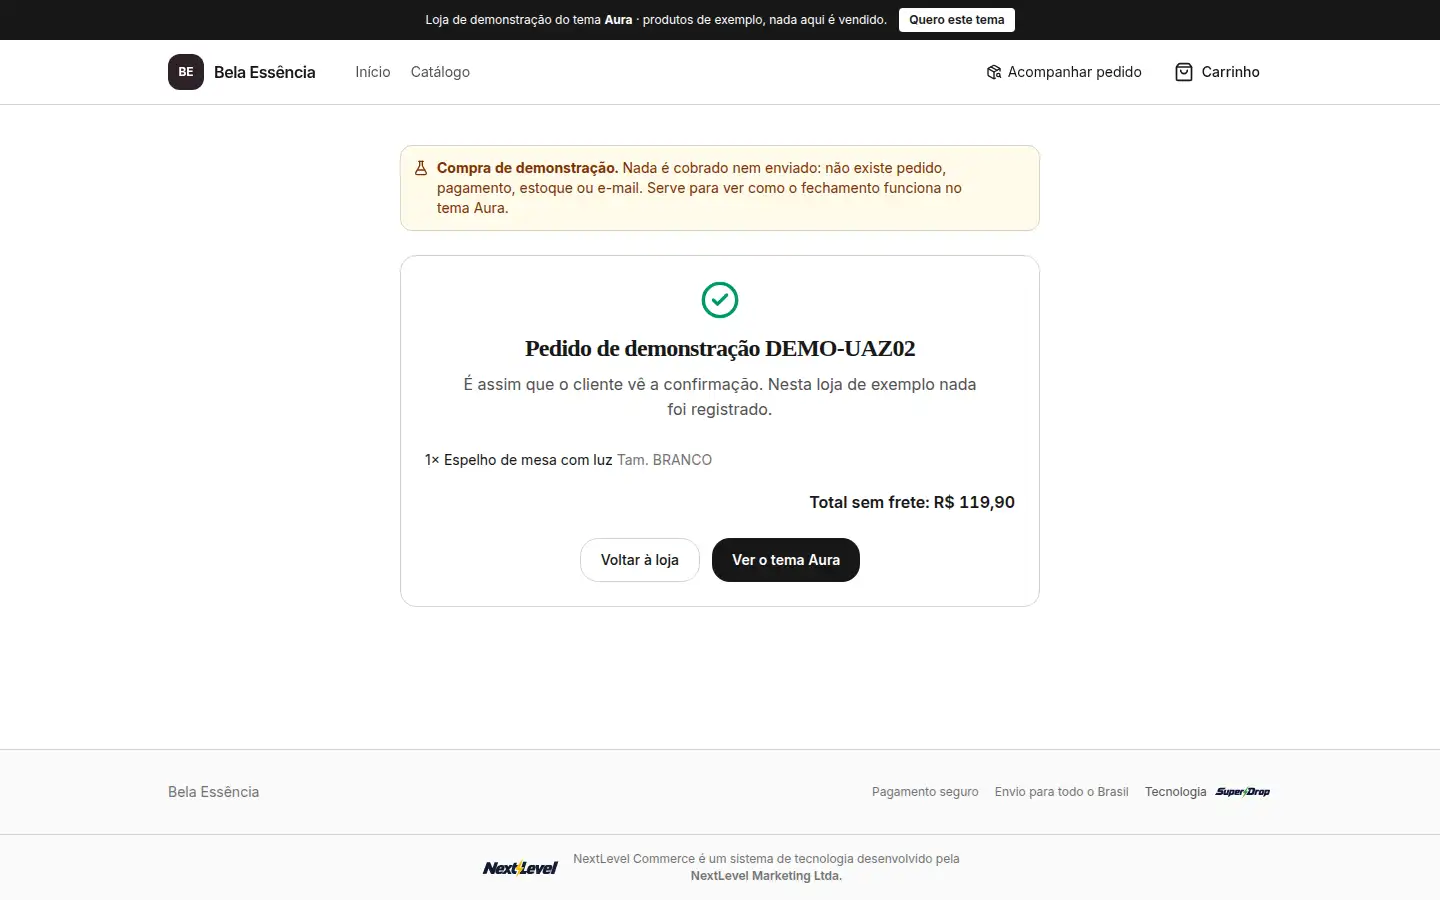 Loja de demonstração do tema Aura · produtos de exemplo, nada aqui é vendido. Quero este tema
BE Bela Essência Início Catálogo Acompanhar pedido Carrinho
Compra de demonstração. Nada é cobrado nem enviado: não existe pedido,
pagamento, estoque ou e-mail. Serve para ver como o fechamento funciona no
tema Aura.
Pedido de demonstração DEMO-UAZ02
É assim que o cliente vê a confirmação. Nesta loja de exemplo nada
foi registrado.
1× Espelho de mesa com luz Tam. BRANCO
Total sem frete: R$ 119,90
Voltar à loja Ver o tema Aura
Bela Essência Pagamento seguro Envio para todo o Brasil Tecnologia SuperDrop
NextLevel NextLevel Commerce é um sistema de tecnologia desenvolvido pela
NextLevel Marketing Ltda.